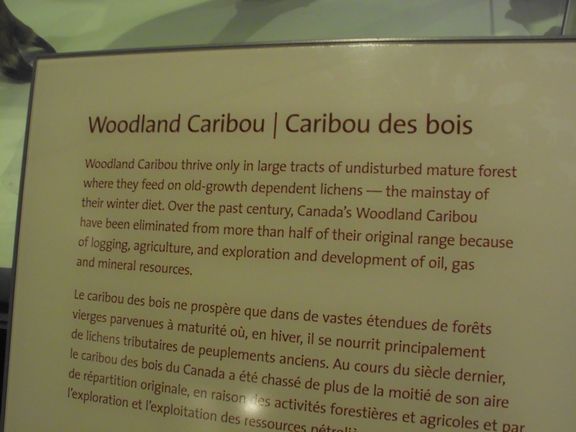 Woodland Caribou | Caribou des bois
Woodland Caribou thrive only in large tracts of undisturbed mature forest
where they feed on old-growth dependent lichens — the mainstay of
their winter diet. Over the past century, Canada's Woodland Caribou
have been eliminated from more than half of their original range because
of logging, agriculture, and exploration and development of oil, gas
and mineral resources.
Le caribou des bois ne prospère que dans de vastes étendues de forêts
vierges parvenues à maturité où, en hiver, il se nourrit principalement
de lichens tributaires de peuplements anciens. Au cours du siècle dernier,
le caribou des bois du Canada a été chassé de plus de la moitié de son aire
de répartition originale, en raison des activités forestières et agricoles et par
l'exploration et l'exploitation des ressources